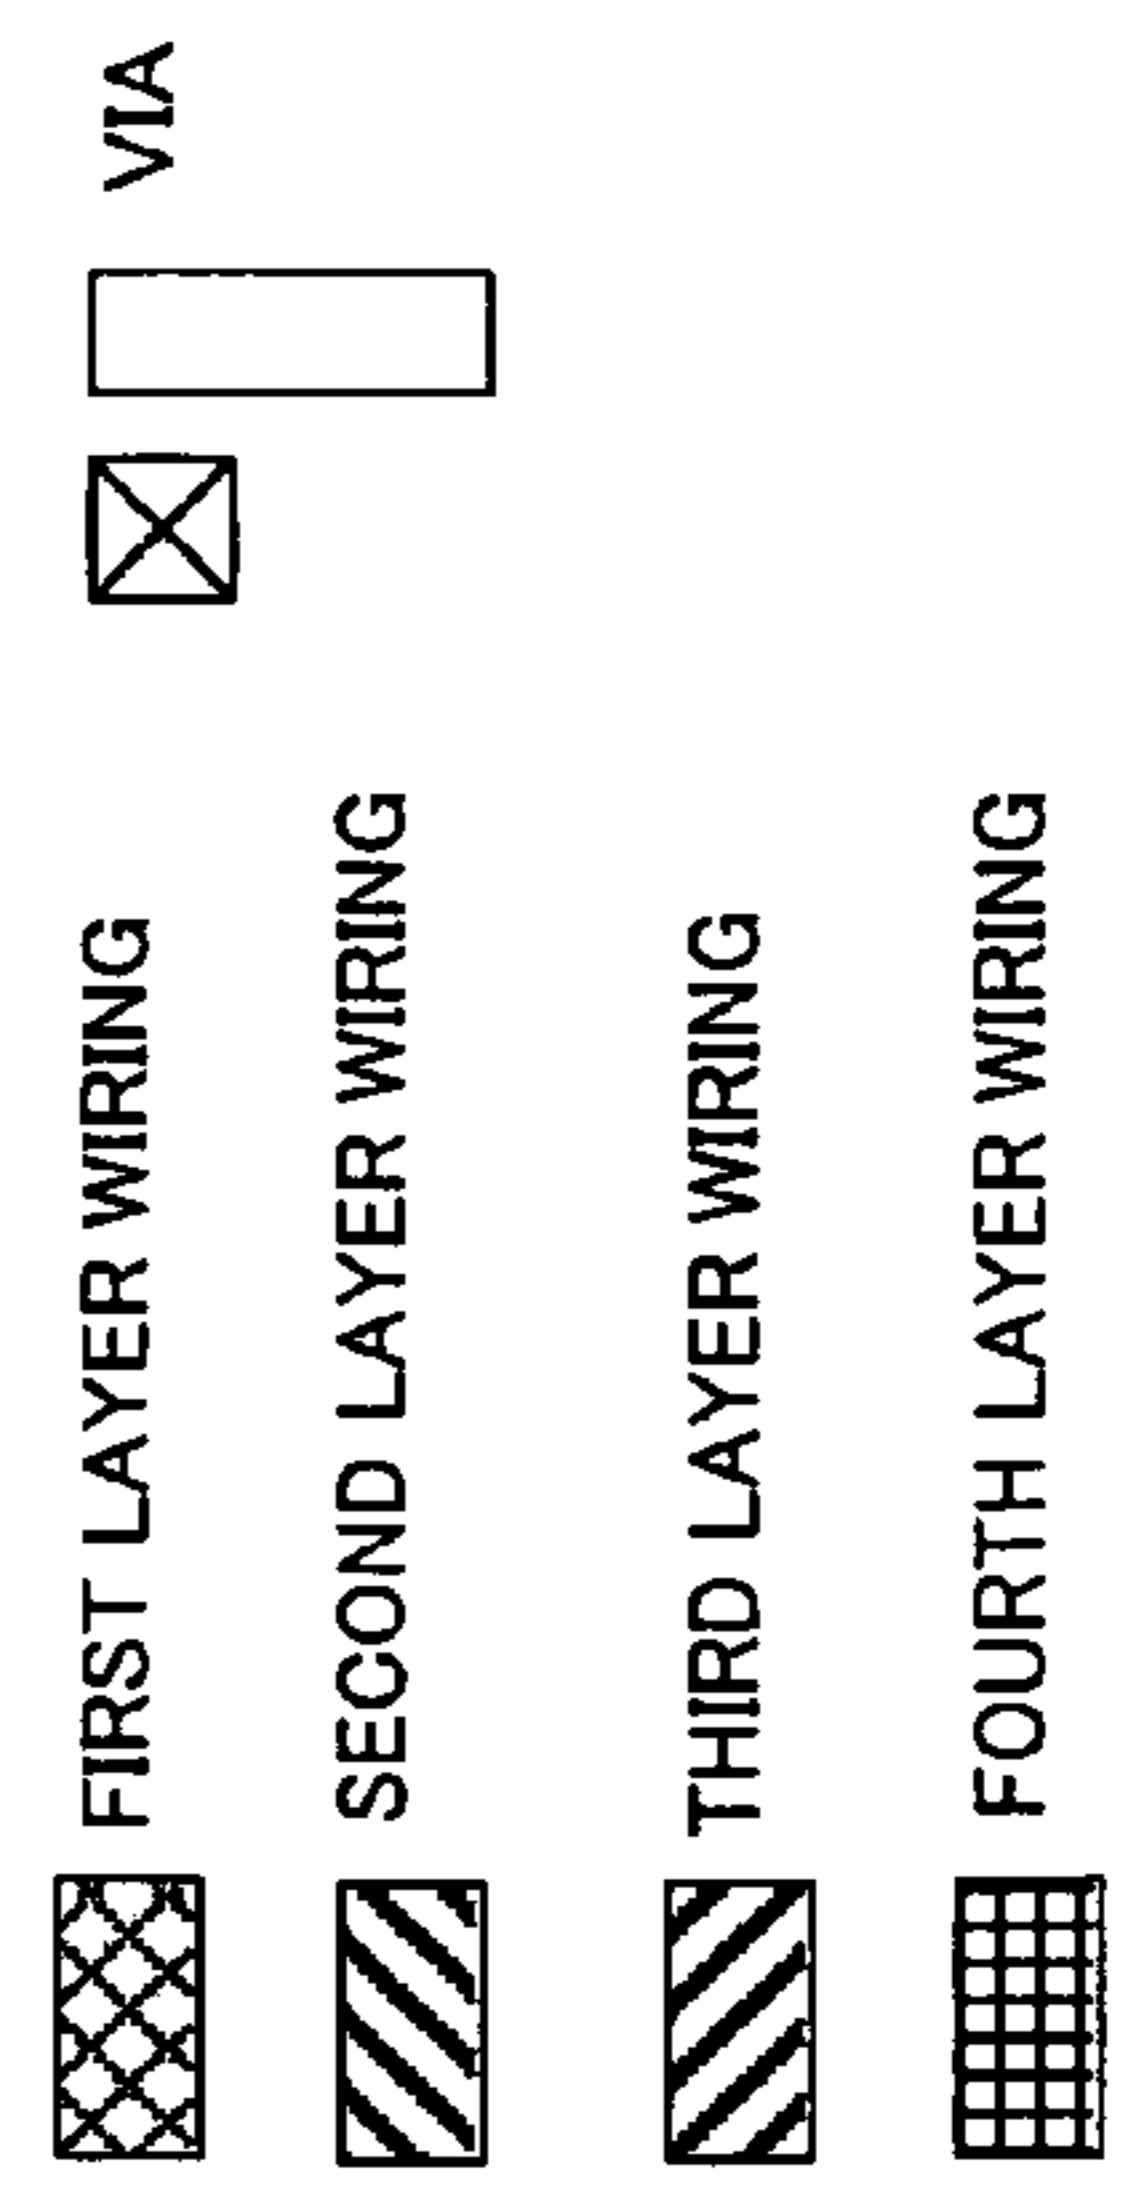 FIRST LAYER WIRING
VIA
SECOND LAYER WIRING
THIRD LAYER WIRING
FOURTH LAYER WIRING